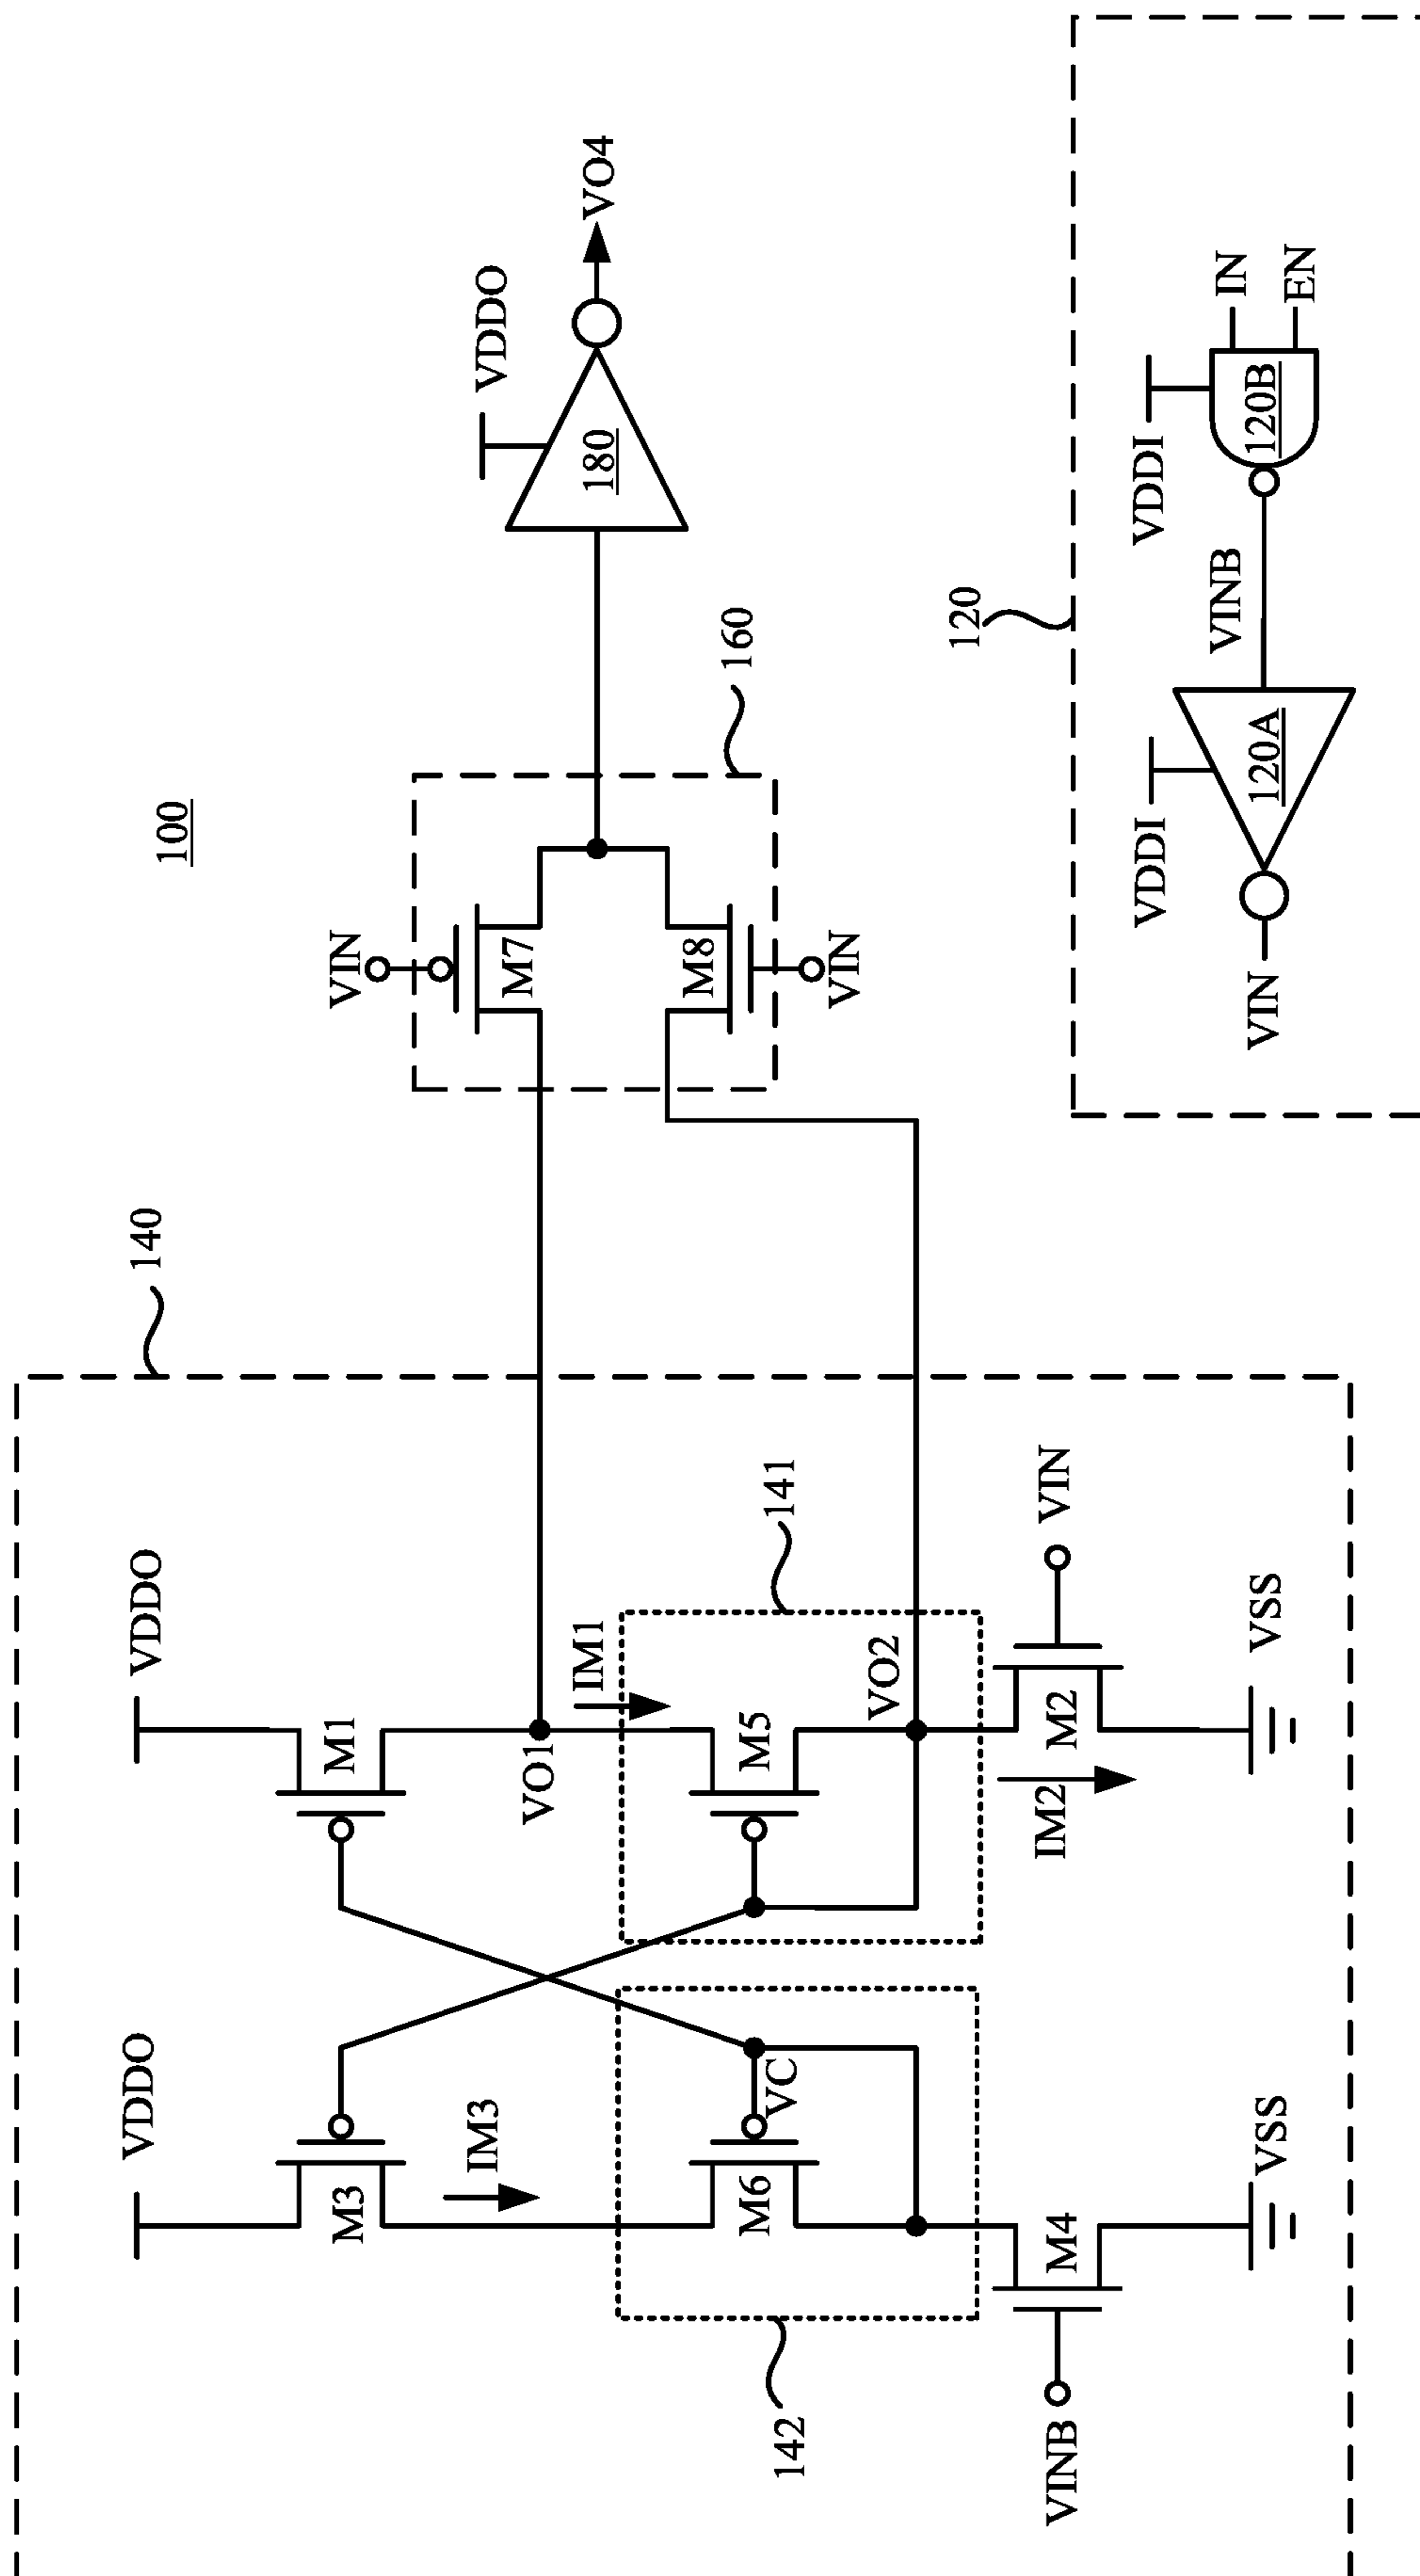 100
140
VDDO
VDDO
M3
M1
IM3
VO1
IM1
141
142
M6
VC
M5
VO2
VINB
M4
IM2
M2
VIN
VSS
VSS
VIN
M7
M8
VIN
160
VDDO
180
VO4
120
VIN
VDDI
120A
VINB
VDDI
120B
IN
EN